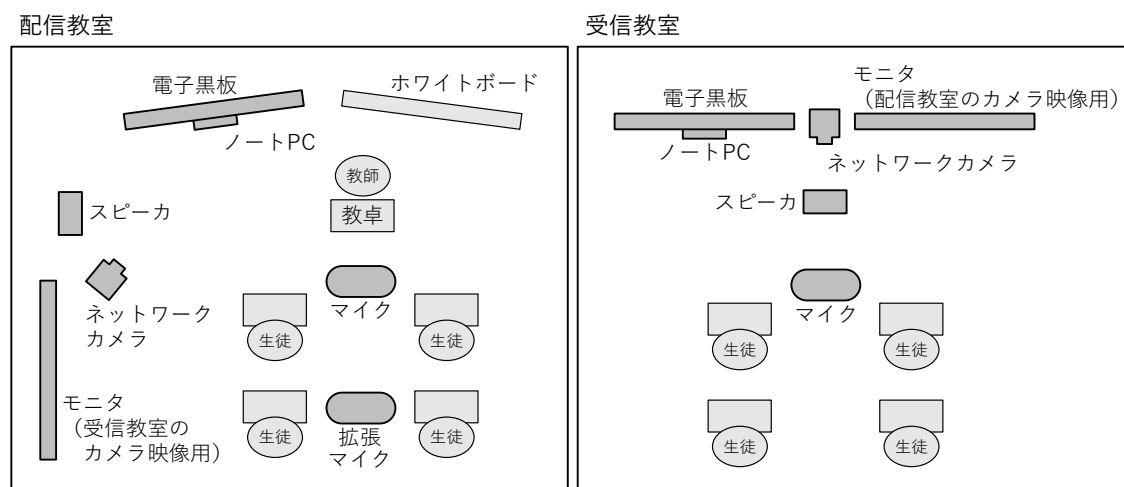 配信教室
電子黒板
ホワイトボード
ノートPC
教師
教卓
スピーカ
ネットワーク
カメラ
マイク
生徒
生徒
モニタ
(受信教室の
カメラ映像用)
生徒
生徒
拡張
マイク
受信教室
電子黒板
モニタ
(配信教室のカメラ映像用)
ノートPC
ネットワークカメラ
スピーカ
マイク
生徒
生徒
生徒
生徒